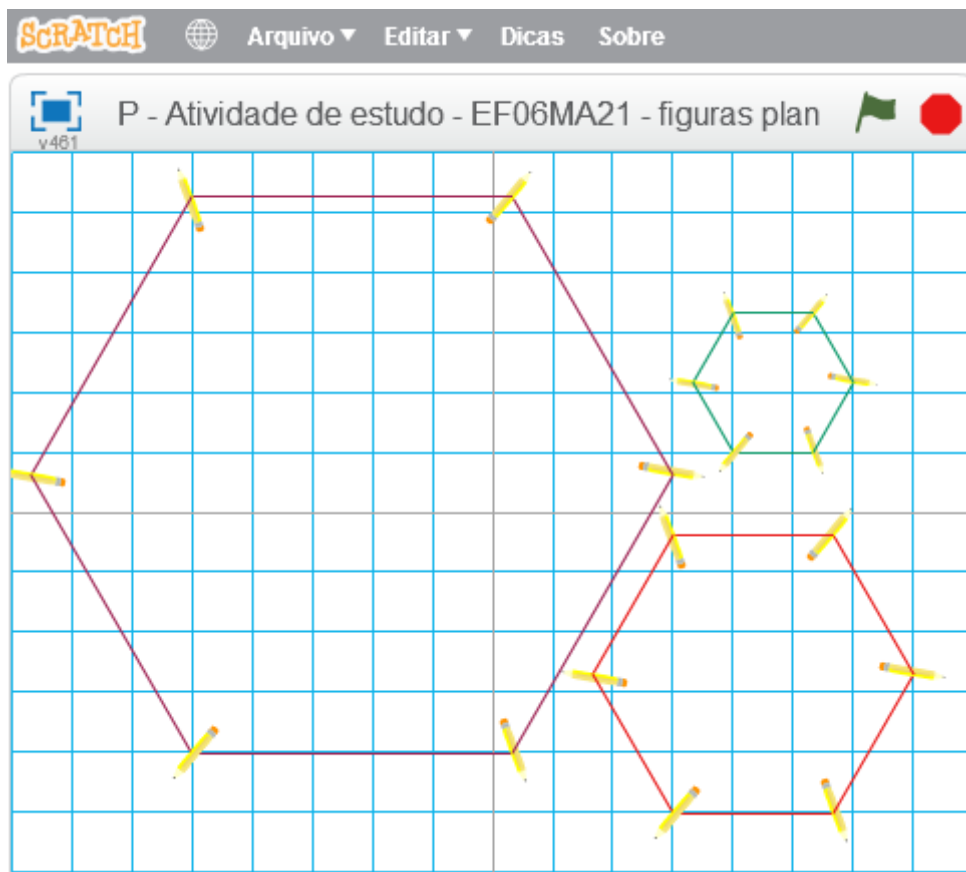 SCRATCH Arquivo Editar Dicas Sobre
P - Atividade de estudo - EF06MA21 - figuras plan
v461